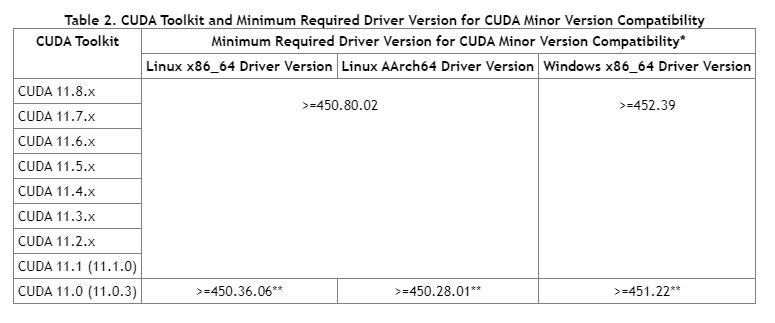 Table 2. CUDA Toolkit and Minimum Required Driver Version for CUDA Minor Version Compatibility
CUDA Toolkit
Minimum Required Driver Version for CUDA Minor Version Compatibility*
Linux x86_64 Driver Version
Linux AArch64 Driver Version
Windows x86_64 Driver Version
CUDA 11.8.x
>=450.80.02
>=452.39
CUDA 11.7.x
CUDA 11.6.x
CUDA 11.5.x
CUDA 11.4.x
CUDA 11.3.x
CUDA 11.2.x
CUDA 11.1 (11.1.0)
CUDA 11.0 (11.0.3)
>=450.36.06**
>=450.28.01**
>=451.22**